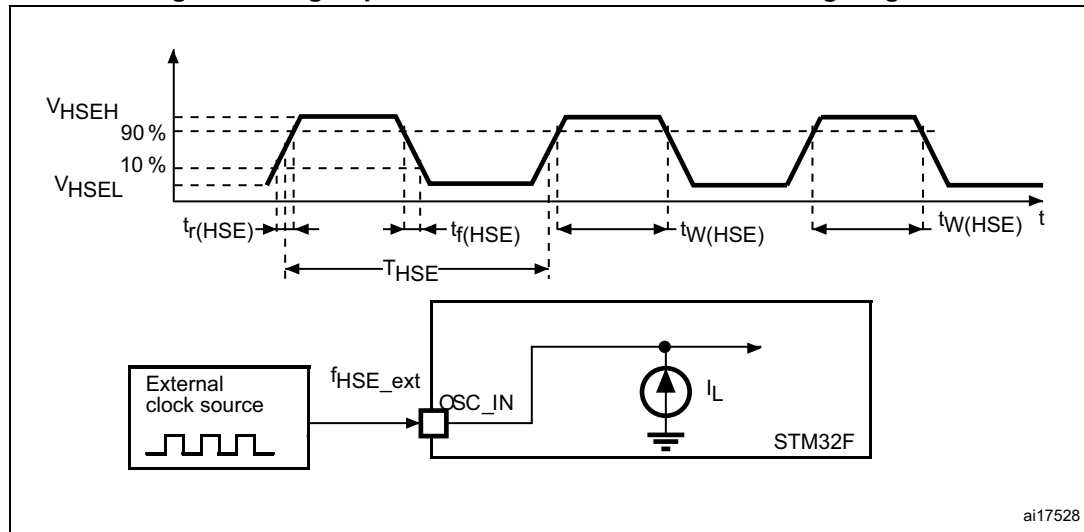 VHSEH
90 %
10 %
VHSEL
tr(HSE)
tf(HSE)
tW(HSE)
tW(HSE)
t
THSE
External
clock source
fHSE_ext
OSC_IN
IL
STM32F
ai17528